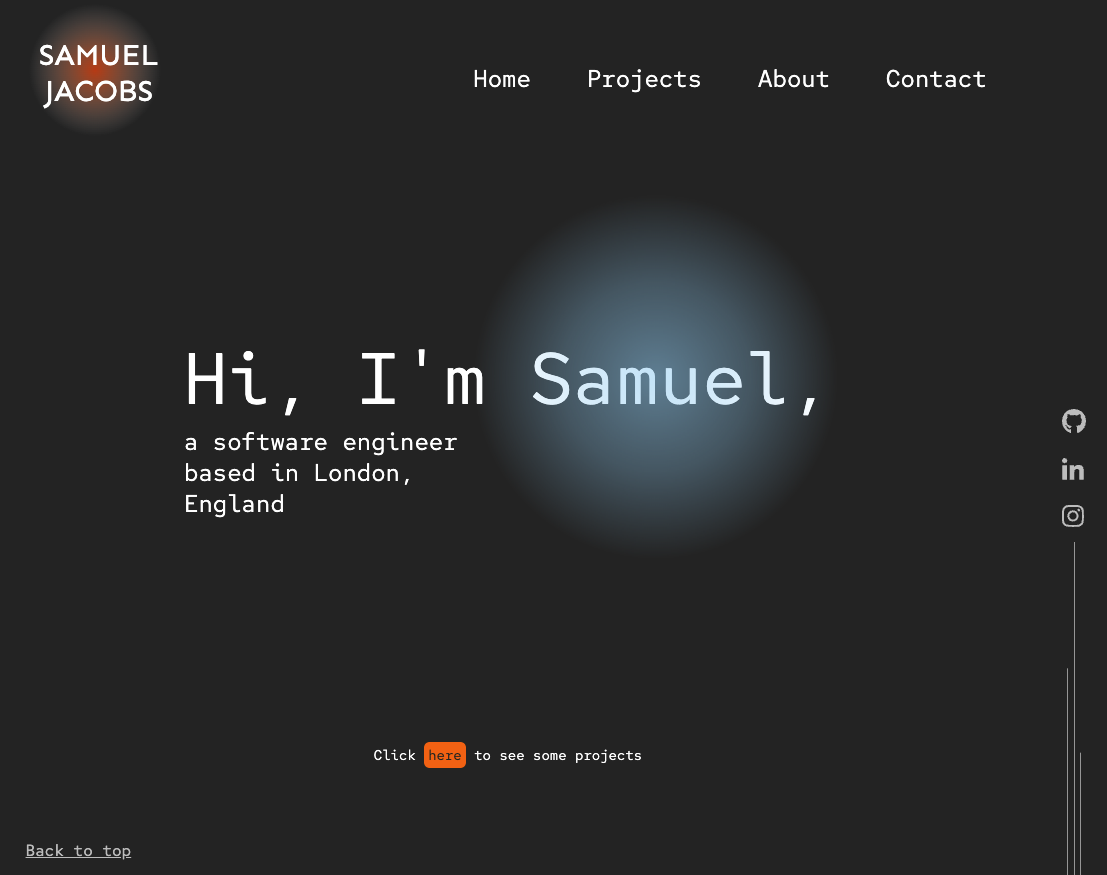 SAMUEL
JACOBS
Home Projects About Contact
Hi, I'm Samuel,
a software engineer
based in London,
England
Click here to see some projects
Back to top